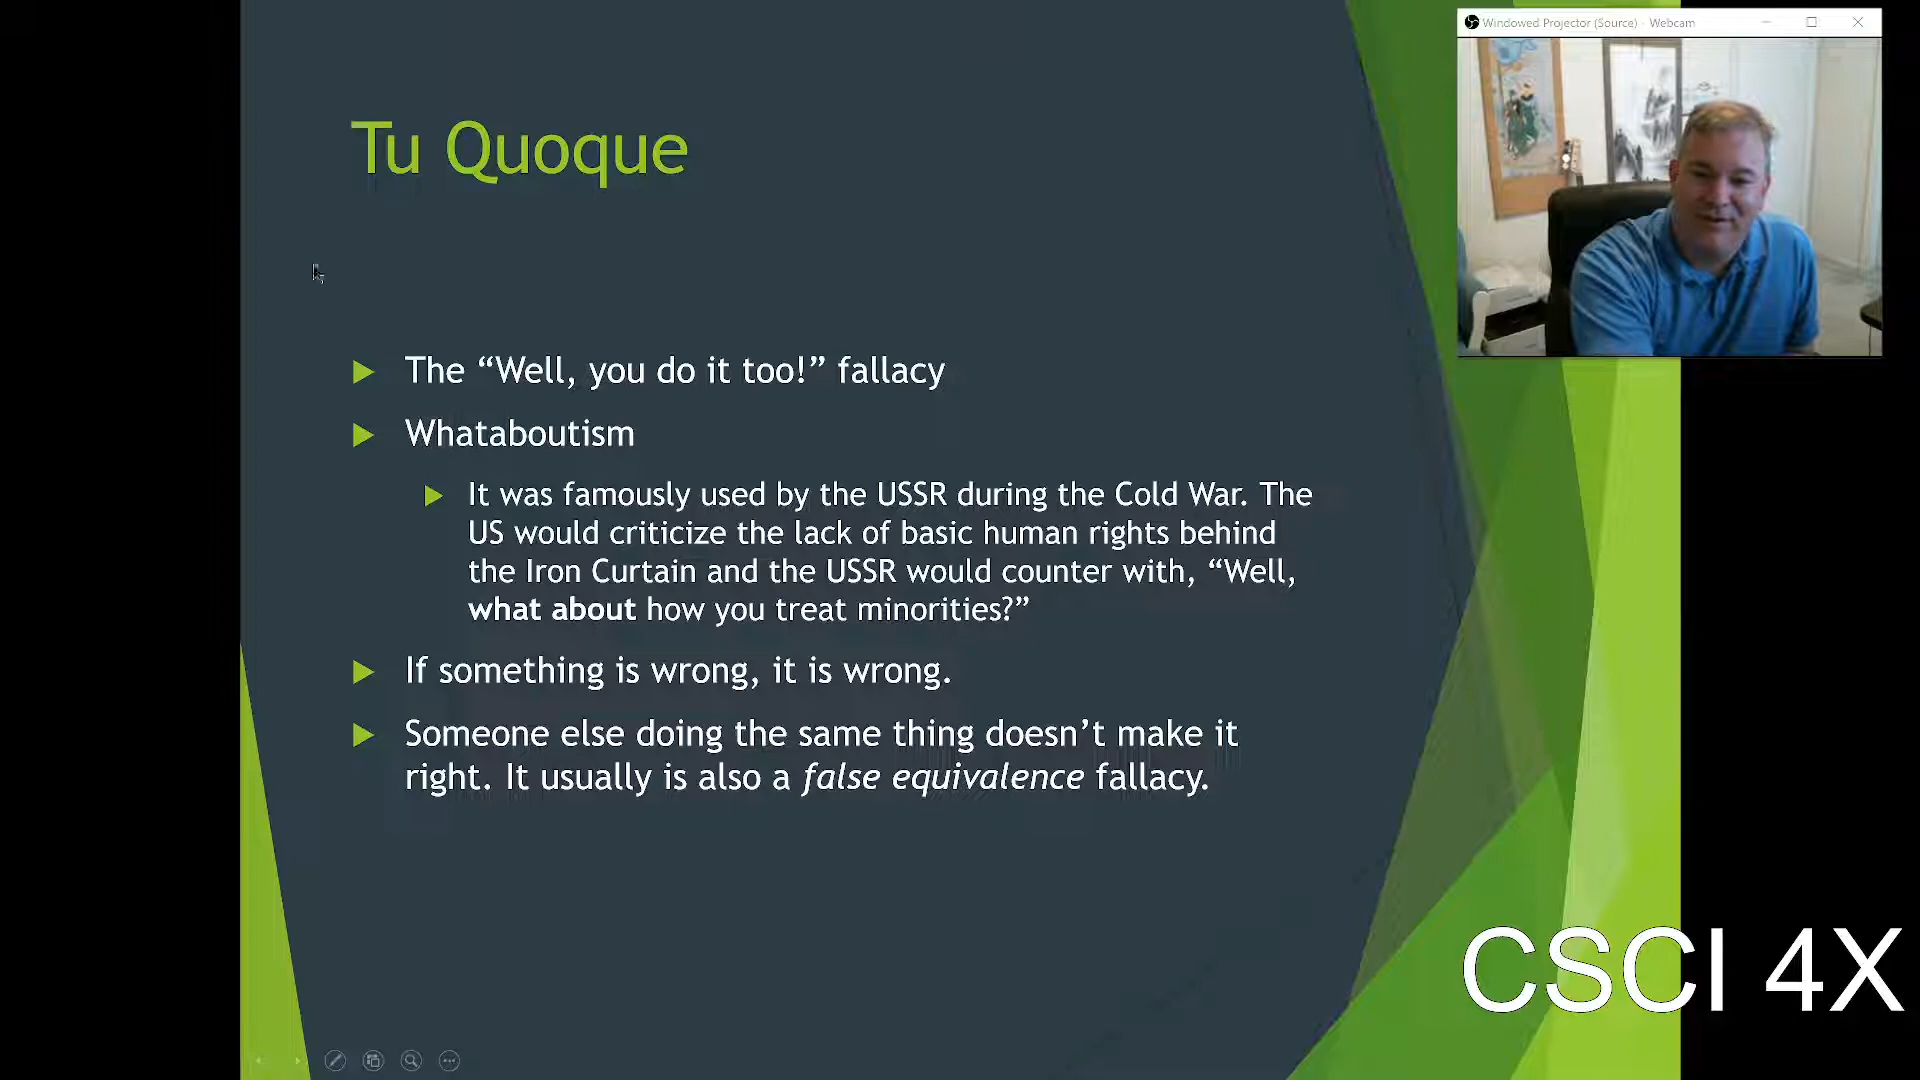 Windowed Projector (Source) - Webcam
Tu Quoque
The “Well, you do it too!” fallacy
Whataboutism
It was famously used by the USSR during the Cold War. The
US would criticize the lack of basic human rights behind
the Iron Curtain and the USSR would counter with, “Well,
what about how you treat minorities?”
If something is wrong, it is wrong.
Someone else doing the same thing doesn’t make it
right. It usually is also a false equivalence fallacy.
CSCI 4X